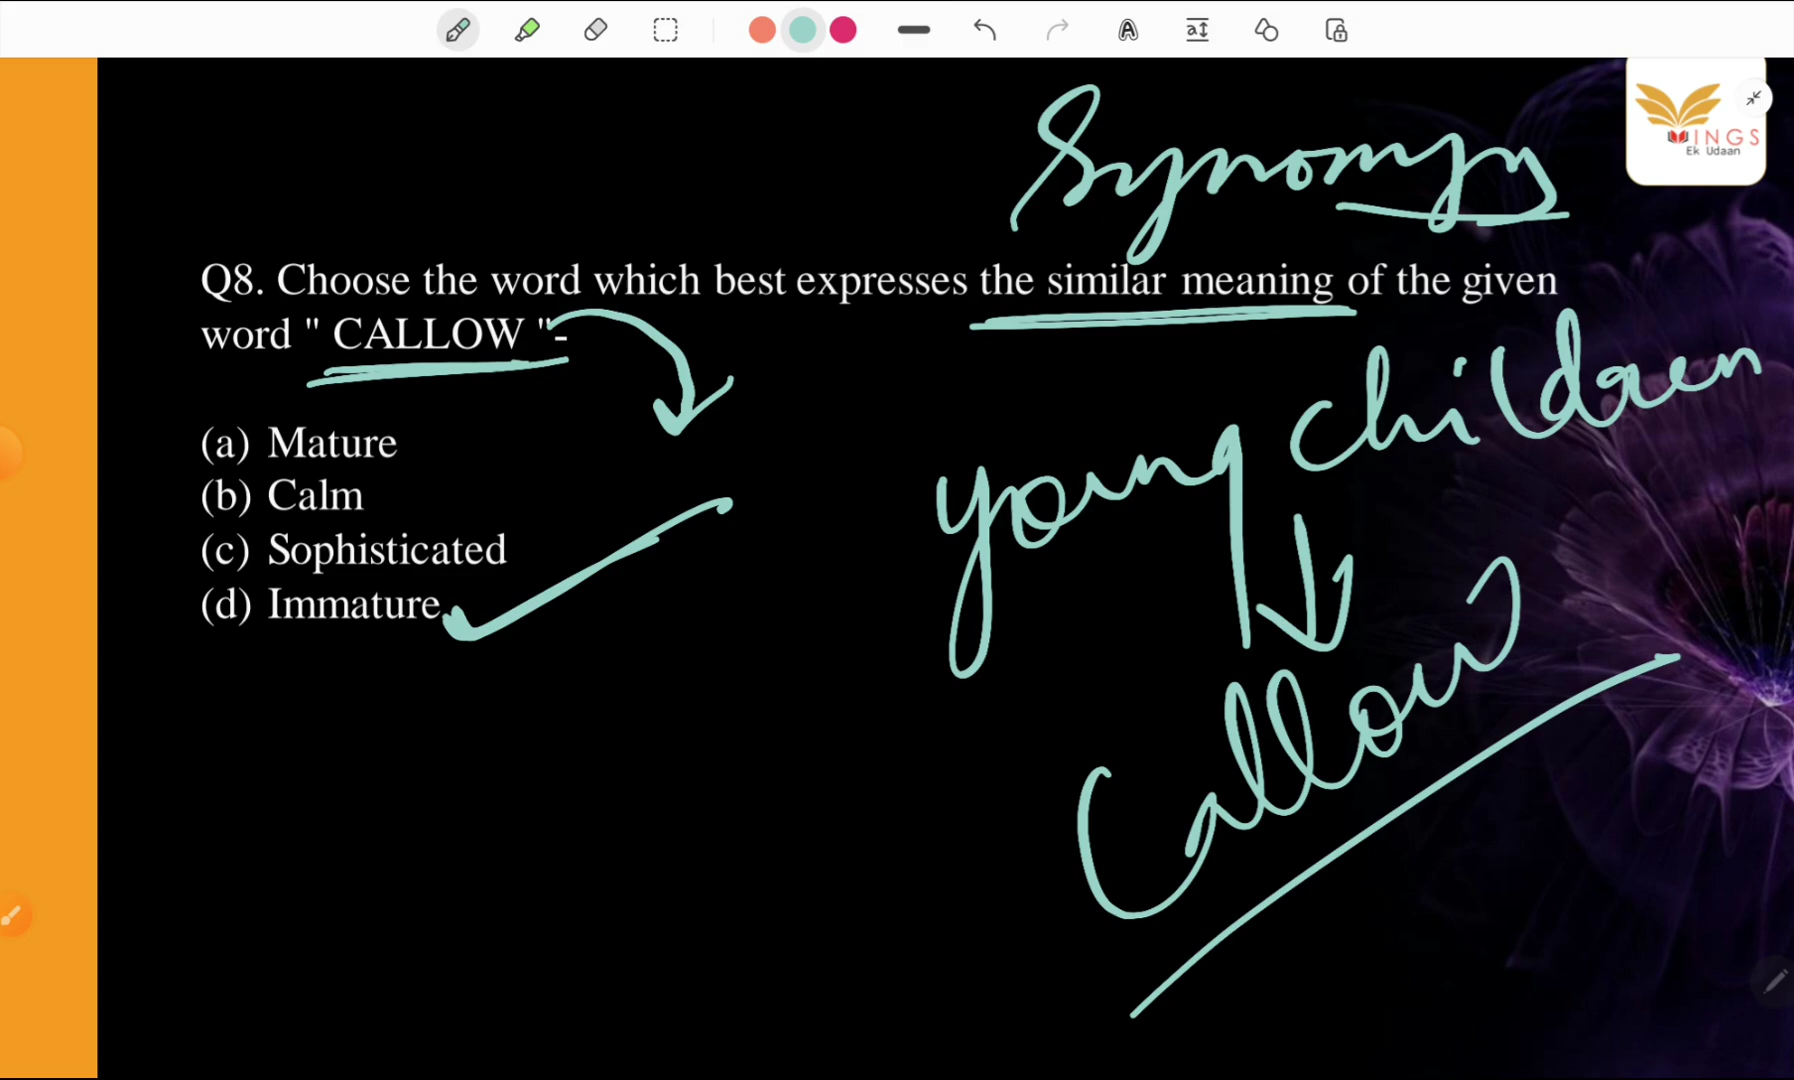 Synonyms
WINGS
Ek Udaan
Q8. Choose the word which best expresses the similar meaning of the given
word " CALLOW "-
(a) Mature
(b) Calm
(c) Sophisticated
(d) Immature
young children
Callow